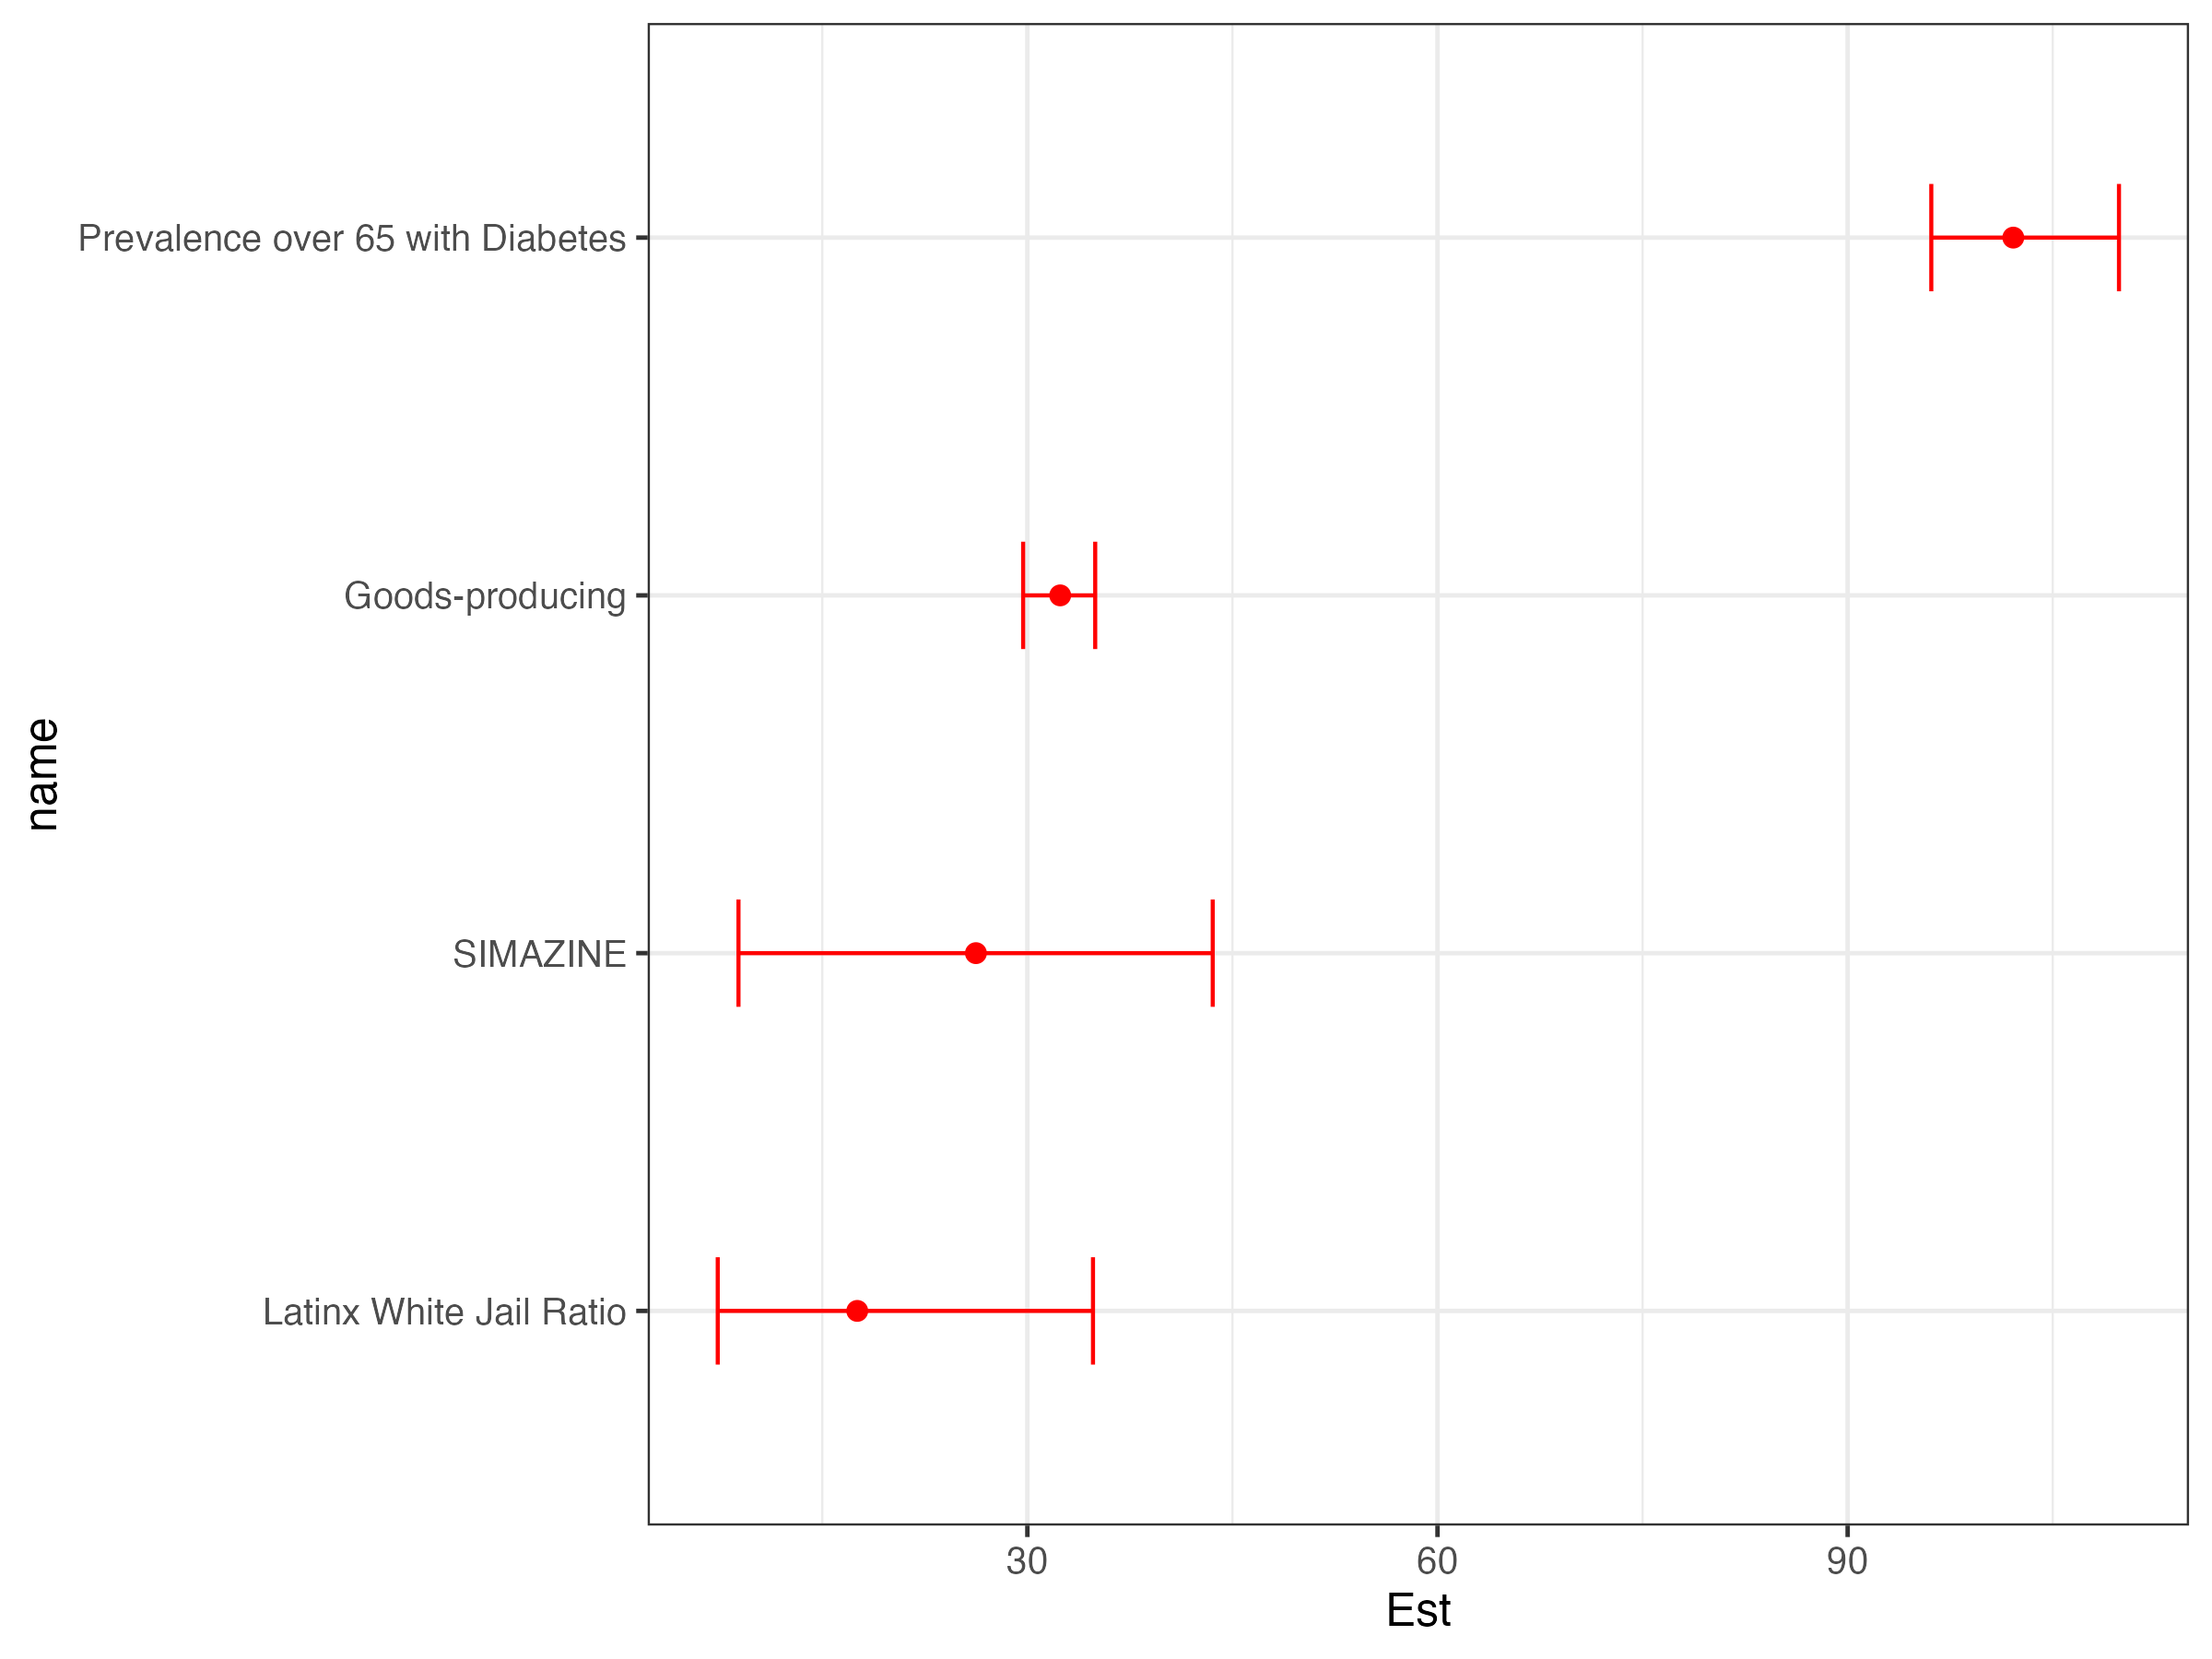 Prevalence over 65 with Diabetes
Goods-producing
SIMAZINE
Latinx White Jail Ratio
name
30 60 90
Est